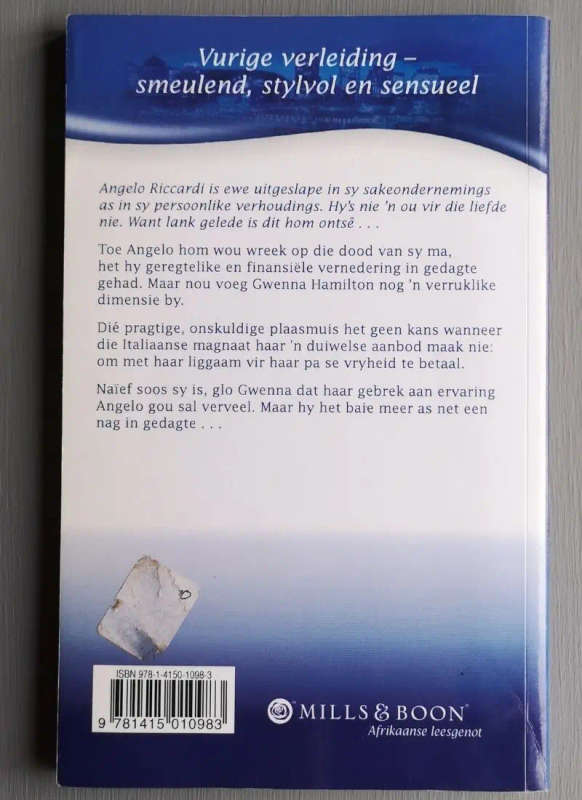 Vurige verleiding –
smeulend, stylvol en sensueel
Angelo Riccardi is ewe uitgeslape in sy sakeondernemings
as in sy persoonlike verhoudings. Hy's nie 'n ou vir die liefde
nie. Want lank gelede is dit hom ontsê . . .
Toe Angelo hom wou wreek op die dood van sy ma,
het hy geregtelike en finansiële vernedering in gedagte
gehad. Maar nou voeg Gwenna Hamilton nog 'n verruklike
dimensie by.
Dié pragtige, onskuldige plaasmuis het geen kans wanneer
die Italiaanse magnaat haar 'n duiwelse aanbod maak nie:
om met haar liggaam vir haar pa se vryheid te betaal.
Naïef soos sy is, glo Gwenna dat haar gebrek aan ervaring
Angelo gou sal verveel. Maar hy het baie meer as net een
nag in gedagte . . .
ISBN 978-1-4150-1098-3
9 781415 010983
MILLS & BOON®
Afrikaanse leesgenot